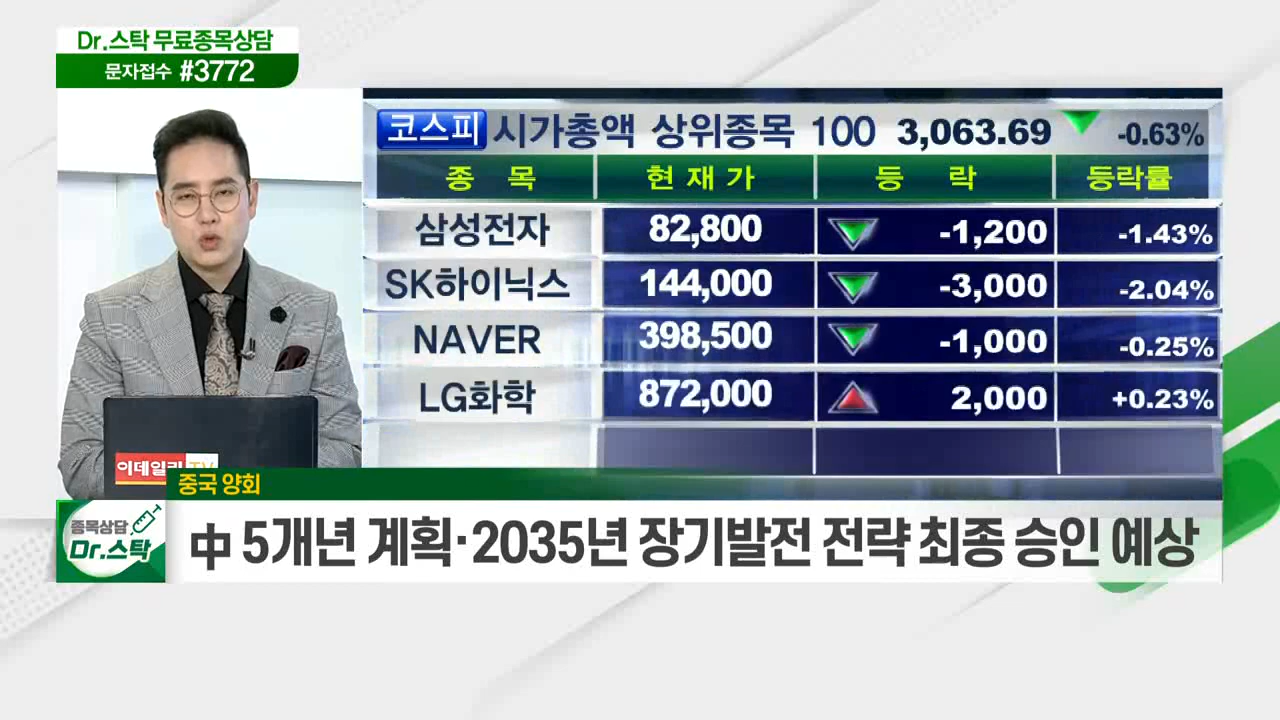 Dr.스탁 무료종목상담
문자접수 #3772
코스피 시가총액 상위종목 100 3,063.69 -0.63%
종 목 현 재 가 등 락 등락률
삼성전자 82,800 -1,200 -1.43%
SK하이닉스 144,000 -3,000 -2.04%
NAVER 398,500 -1,000 -0.25%
LG화학 872,000 2,000 +0.23%
이데일리 TV
중국 양회
종목상담
Dr.스탁
中 5개년 계획·2035년 장기발전 전략 최종 승인 예상